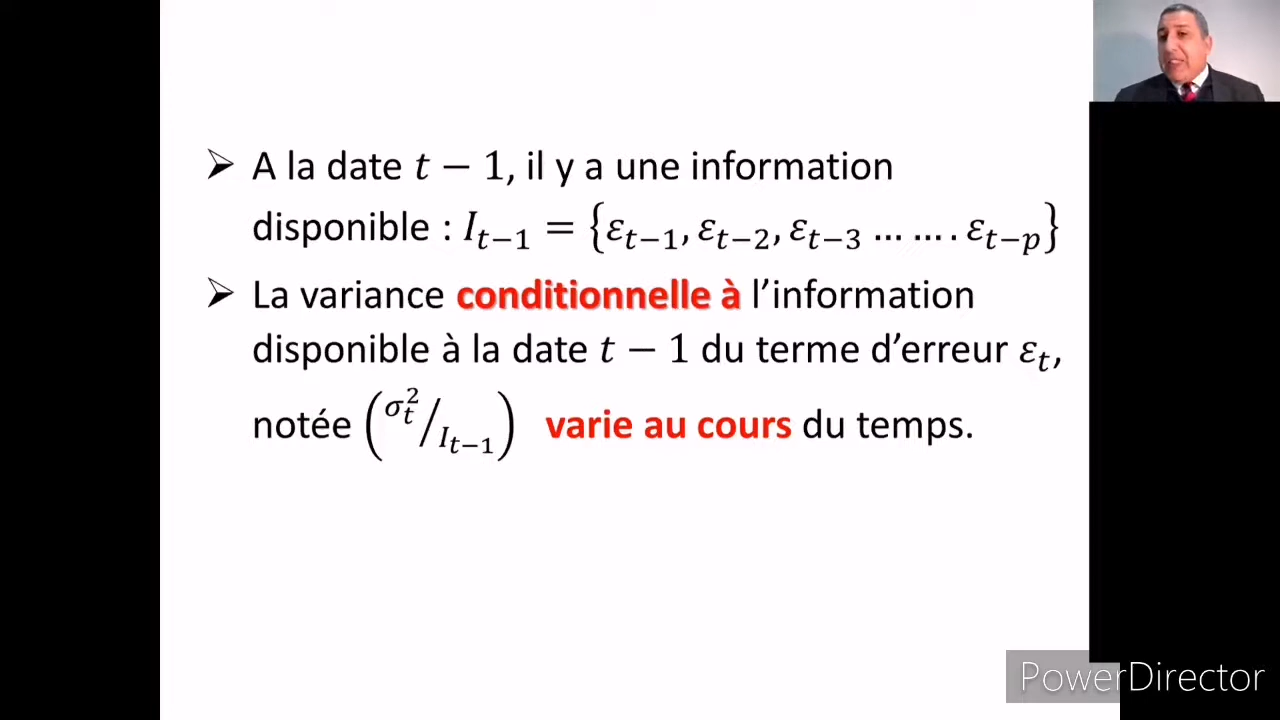 ➢ A la date t − 1, il y a une information
disponible : I_{t−1} = {ε_{t−1}, ε_{t−2}, ε_{t−3} … … . ε_{t−p}}
➢ La variance conditionnelle à l’information
disponible à la date t − 1 du terme d’erreur ε_t,
notée (σ_t^2/I_{t−1}) varie au cours du temps.
PowerDirector